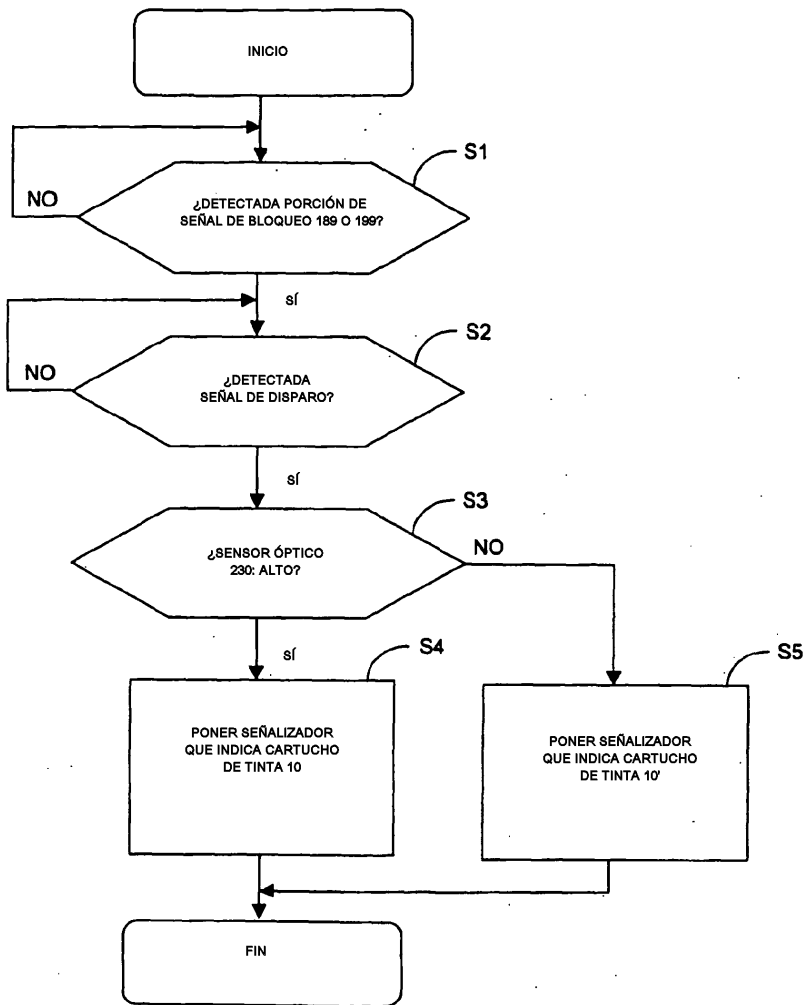 INICIO
S1
NO
¿DETECTADA PORCIÓN DE
SEÑAL DE BLOQUEO 189 O 199?
SÍ
S2
NO
¿DETECTADA
SEÑAL DE DISPARO?
SÍ
S3
¿SENSOR ÓPTICO
230: ALTO?
NO
SÍ
S4
S5
PONER SEÑALIZADOR
QUE INDICA CARTUCHO
DE TINTA 10
PONER SEÑALIZADOR
QUE INDICA CARTUCHO
DE TINTA 10'
FIN